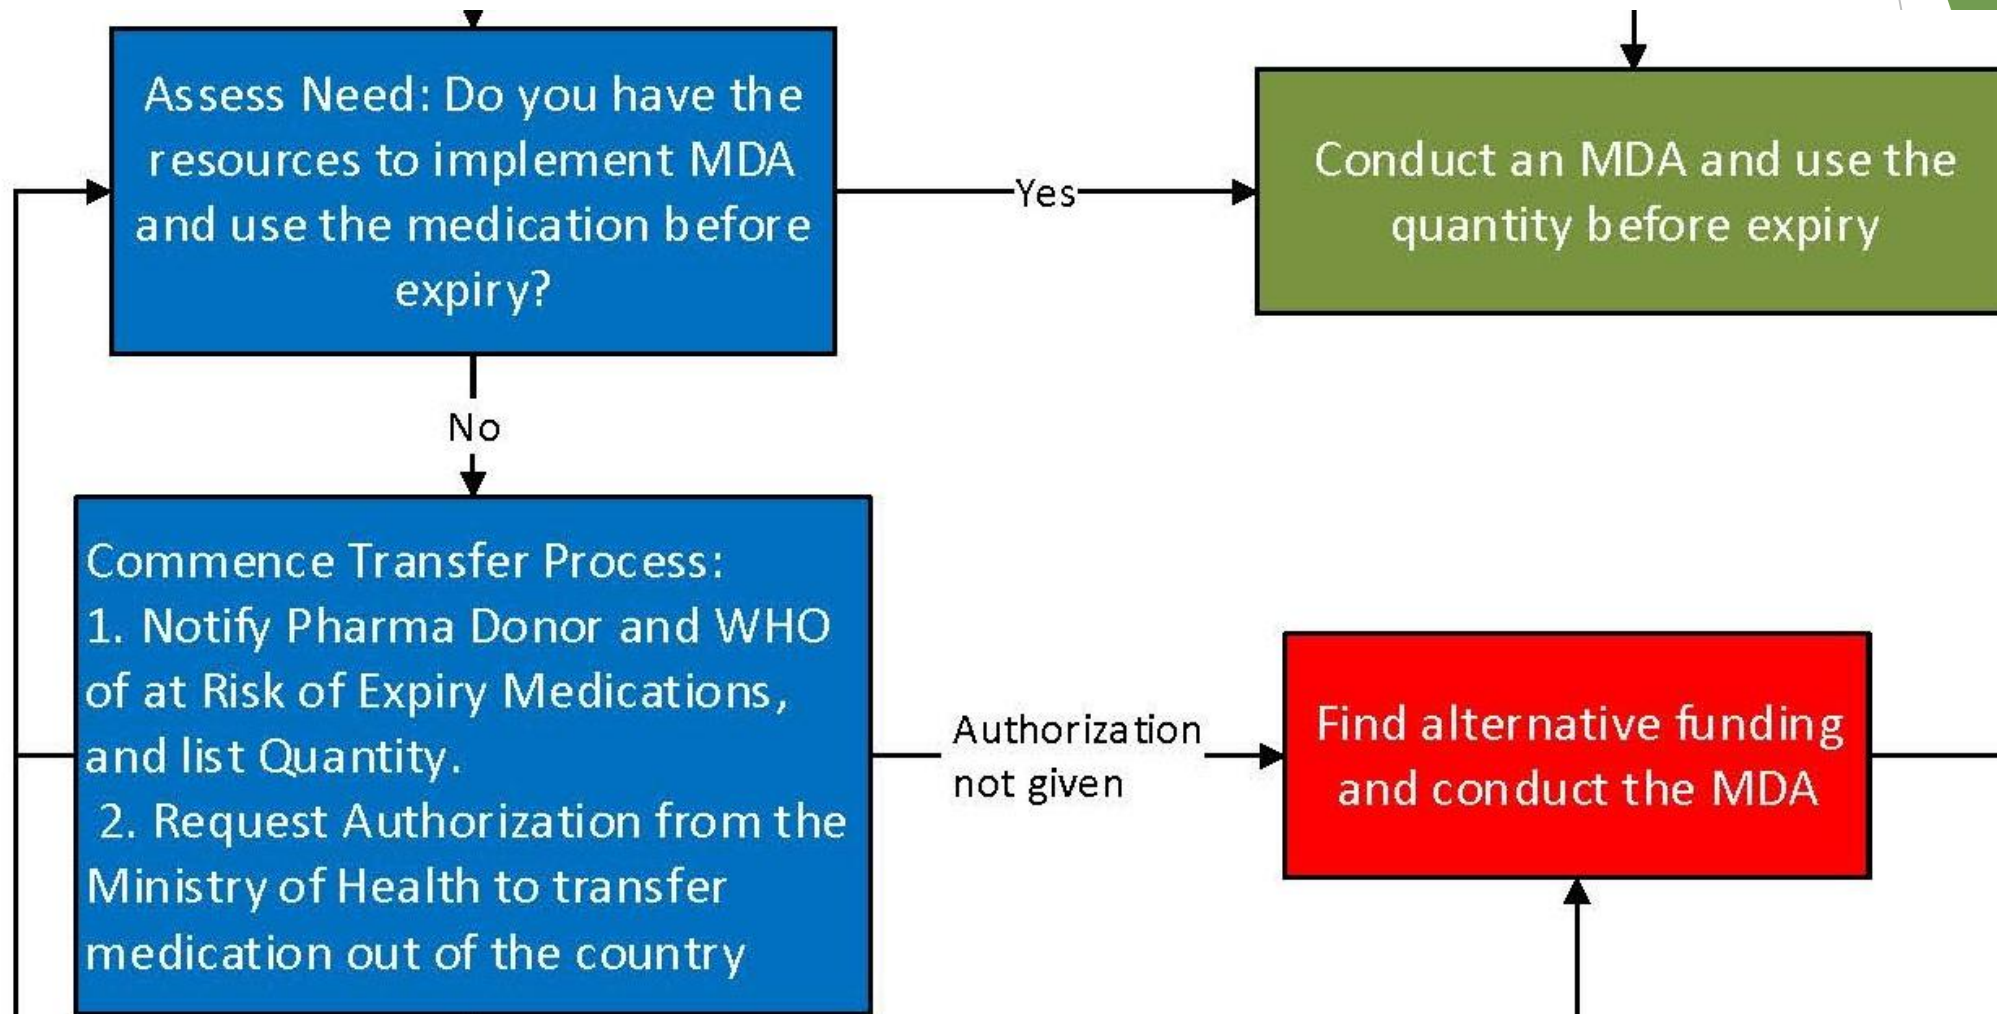 Assess Need: Do you have the
resources to implement MDA
and use the medication before
expiry?
Yes
Conduct an MDA and use the
quantity before expiry
No
Commence Transfer Process:
1. Notify Pharma Donor and WHO
of at Risk of Expiry Medications,
and list Quantity.
2. Request Authorization from the
Ministry of Health to transfer
medication out of the country
Authorization
not given
Find alternative funding
and conduct the MDA